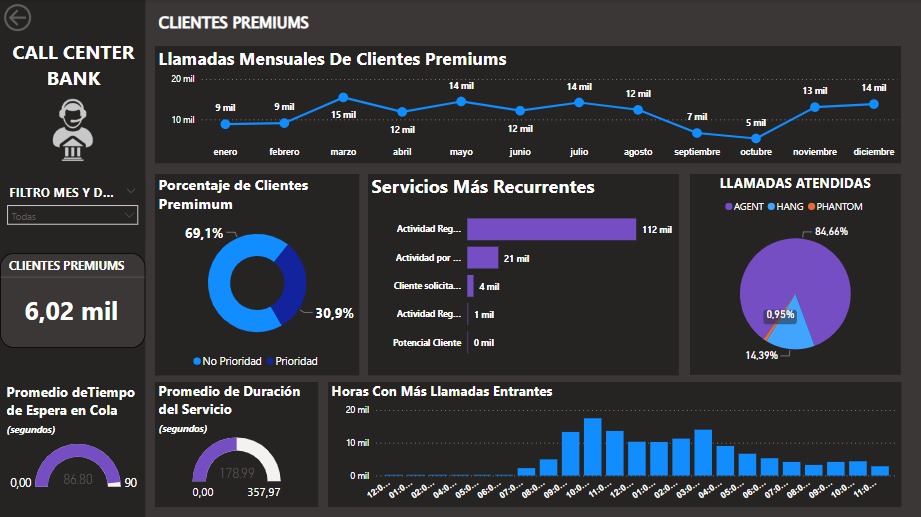 CLIENTES PREMIUMS
CALL CENTER
BANK
FILTRO MES Y D...
Todas
CLIENTES PREMIUMS
6,02 mil
Promedio deTiempo
de Espera en Cola
(segundos)
86,80
0,00
90
Llamadas Mensuales De Clientes Premiums
20 mil
10 mil
9 mil
9 mil
15 mil
12 mil
14 mil
12 mil
14 mil
12 mil
7 mil
5 mil
13 mil
14 mil
enero
febrero
marzo
abril
mayo
junio
julio
agosto
septiembre
octubre
noviembre
diciembre
Porcentaje de Clientes
Premimum
69,1%
30,9%
No Prioridad
Prioridad
Servicios Más Recurrentes
Actividad Reg...
112 mil
Actividad por ...
21 mil
Cliente solicita...
4 mil
Actividad Reg...
1 mil
Potencial Cliente
0 mil
LLAMADAS ATENDIDAS
AGENT
HANG
PHANTOM
84,66%
0,95%
14,39%
Promedio de Duración
del Servicio
(segundos)
178,99
0,00
357,97
Horas Con Más Llamadas Entrantes
20 mil
10 mil
0 mil
12:0...
01:0...
02:0...
03:0...
04:0...
05:0...
06:0...
07:0...
08:0...
09:0...
10:0...
11:0...
12:0...
01:0...
02:0...
03:0...
04:0...
05:0...
06:0...
07:0...
08:0...
09:0...
10:0...
11:0...